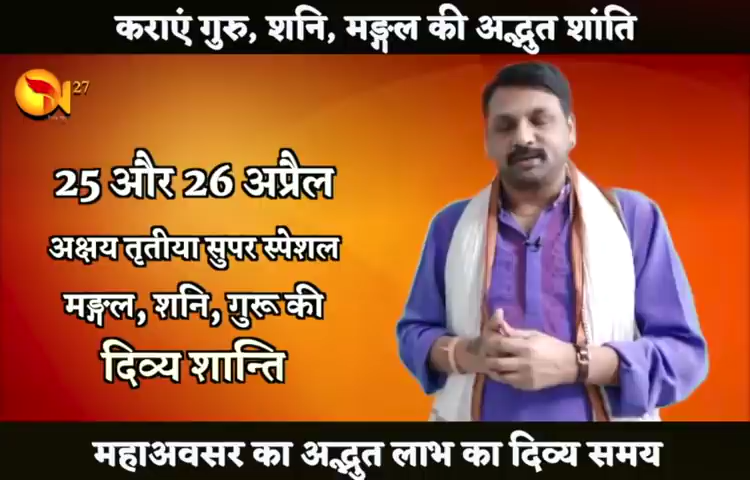 कराएं गुरु, शनि, मङ्गल की अद्भुत शांति
27
25 और 26 अप्रैल
अक्षय तृतीया सुपर स्पेशल
मङ्गल, शनि, गुरू की
दिव्य शान्ति
महाअवसर का अद्भुत लाभ का दिव्य समय